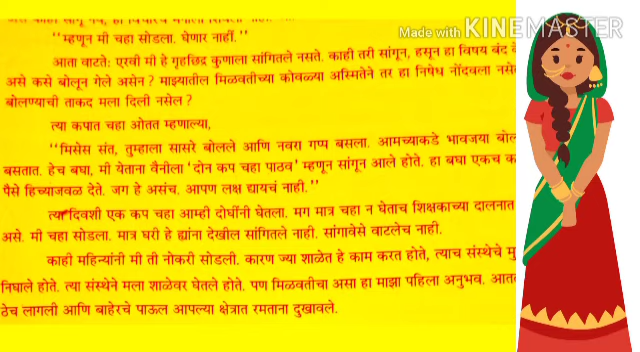 Made with KINEMASTER
"म्हणून मी चहा सोडला. घेणार नाहीं."
आता वाटते: एरवी मी हे गृहछिद्र कुणाला सांगितले नसते. काही तरी सांगून, हसून हा विषय बंद
असे कसे बोलून गेले असेन? माझ्यातील मिळवतीच्या कोवळ्या अस्मितेने तर हा निषेध नोंदवला
बोलण्याची ताकद मला दिली नसेल?
त्या कपात चहा ओतत म्हणाल्या,
"मिसेस संत, तुम्हाला सासरे बोलले आणि नवरा गप्प बसला. आमच्याकडे भावजया
बसतात. हेच बघा, मी येताना वैनीला 'दोन कप चहा पाठव' म्हणून सांगून आले होते. हा बघा एकच
पैसे हिच्याजवळ देते. जग हे असंच. आपण लक्ष द्यायचं नाही."
त्या दिवशी एक कप चहा आम्ही दोघींनी घेतला. मग मात्र चहा न घेताच शिक्षकाच्या दालनात
असे. मी चहा सोडला. मात्र घरी हे ह्यांना देखील सांगितले नाही. सांगावेसे वाटलेच नाही.
काही महिन्यांनी मी ती नोकरी सोडली. कारण ज्या शाळेत हे काम करत होते, त्याच संस्थेचे
निघाले होते. त्या संस्थेने मला शाळेवर घेतले होते. पण मिळवतीचा असा हा माझा पहिला अनुभव.
ठेच लागली आणि बाहेरचे पाऊल आपल्या क्षेत्रात रमताना दुखावले.